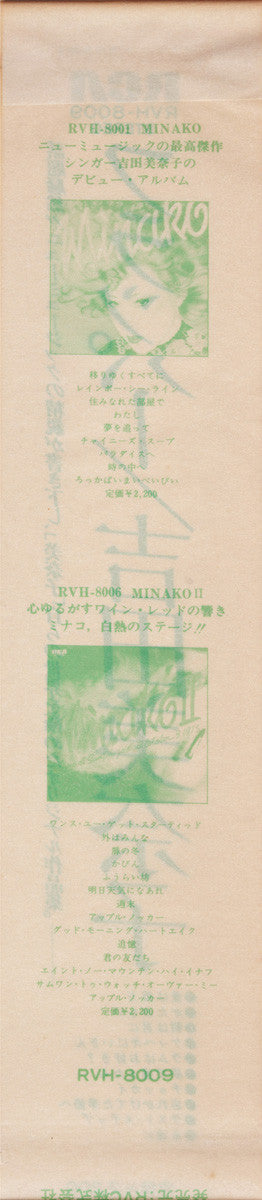 RVH-8001 MINAKO
ニューミュージックの最高傑作
シンガー吉田美奈子の
デビュー・アルバム
MINAKO
移りゆくすべてに
レインボー・シー・ライン
住みなれた部屋で
わたし
夢を追って
チャイニーズ・スープ
パラダイスへ
時の中へ
ろっかばいまいべいびい
定価¥2,200
RVH-8006 MINAKO II
心ゆるがすワイン・レッドの響き
ミナコ，白熱のステージ!!
ワンス・ユー・ゲット・スターティッド
外はみんな
豚の冬
かびん
ふうらい坊
明日天気になあれ
週末
アップル・ノッカー
グッド・モーニング・ハートエイク
追憶
君の友だち
エイント・ノー・マウンテン・ハイ・イナフ
サムワン・トゥ・ウォッチ・オーヴァー・ミー
アップル・ノッカー
定価¥2,200
RVH-8009